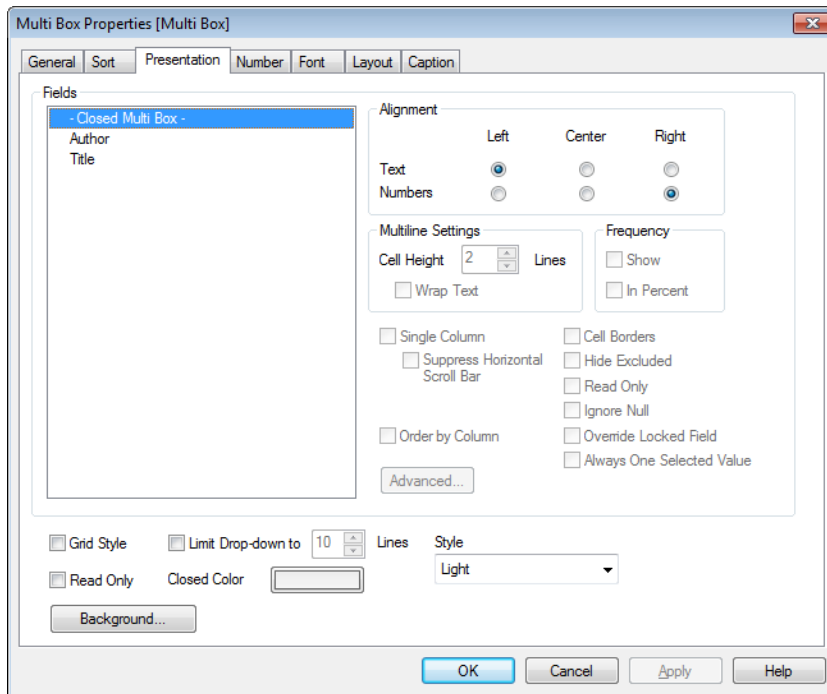 Multi Box Properties [Multi Box]
General Sort Presentation Number Font Layout Caption
Fields
- Closed Multi Box -
Author
Title
Alignment
Left Center Right
Text
Numbers
Multiline Settings
Cell Height 2 Lines
Wrap Text
Frequency
Show
In Percent
Single Column
Suppress Horizontal
Scroll Bar
Order by Column
Advanced...
Cell Borders
Hide Excluded
Read Only
Ignore Null
Override Locked Field
Always One Selected Value
Grid Style Limit Drop-down to 10 Lines
Style
Light
Read Only Closed Color
Background...
OK Cancel Apply Help